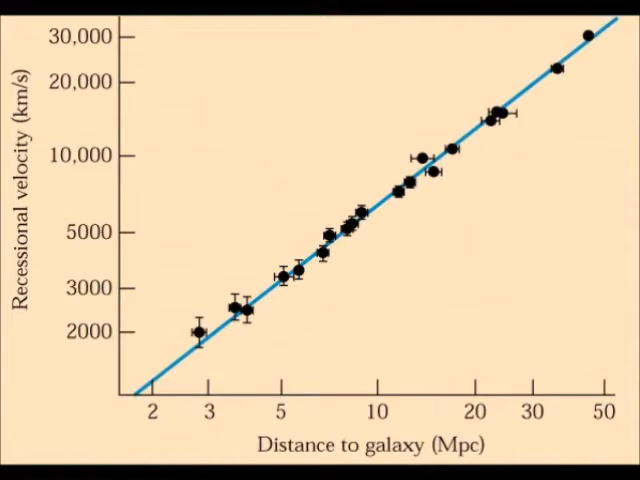 30,000
20,000
10,000
5000
3000
2000
Recessional velocity (km/s)
2 3 5 10 20 30 50
Distance to galaxy (Mpc)